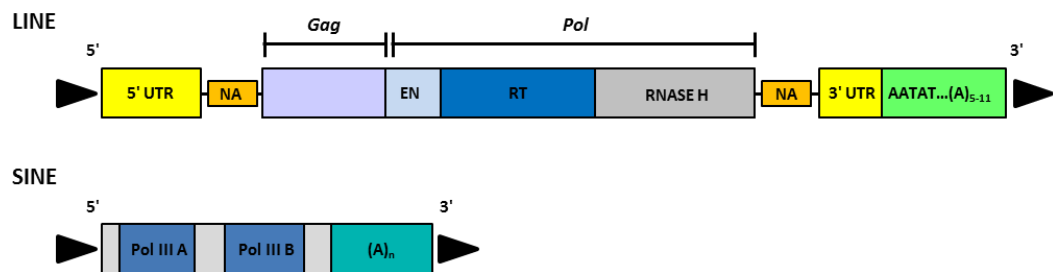 LINE
Gag Pol
5' 3'
5' UTR NA EN RT RNASE H NA 3' UTR AATAT...(A)5-11
SINE
5' 3'
Pol III A Pol III B (A)n